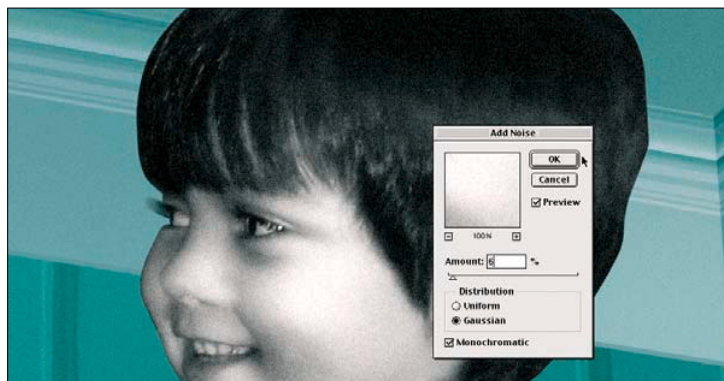 Add Noise
OK
Cancel
Preview
100%
Amount: 6 %
Distribution
Uniform
Gaussian
Monochromatic